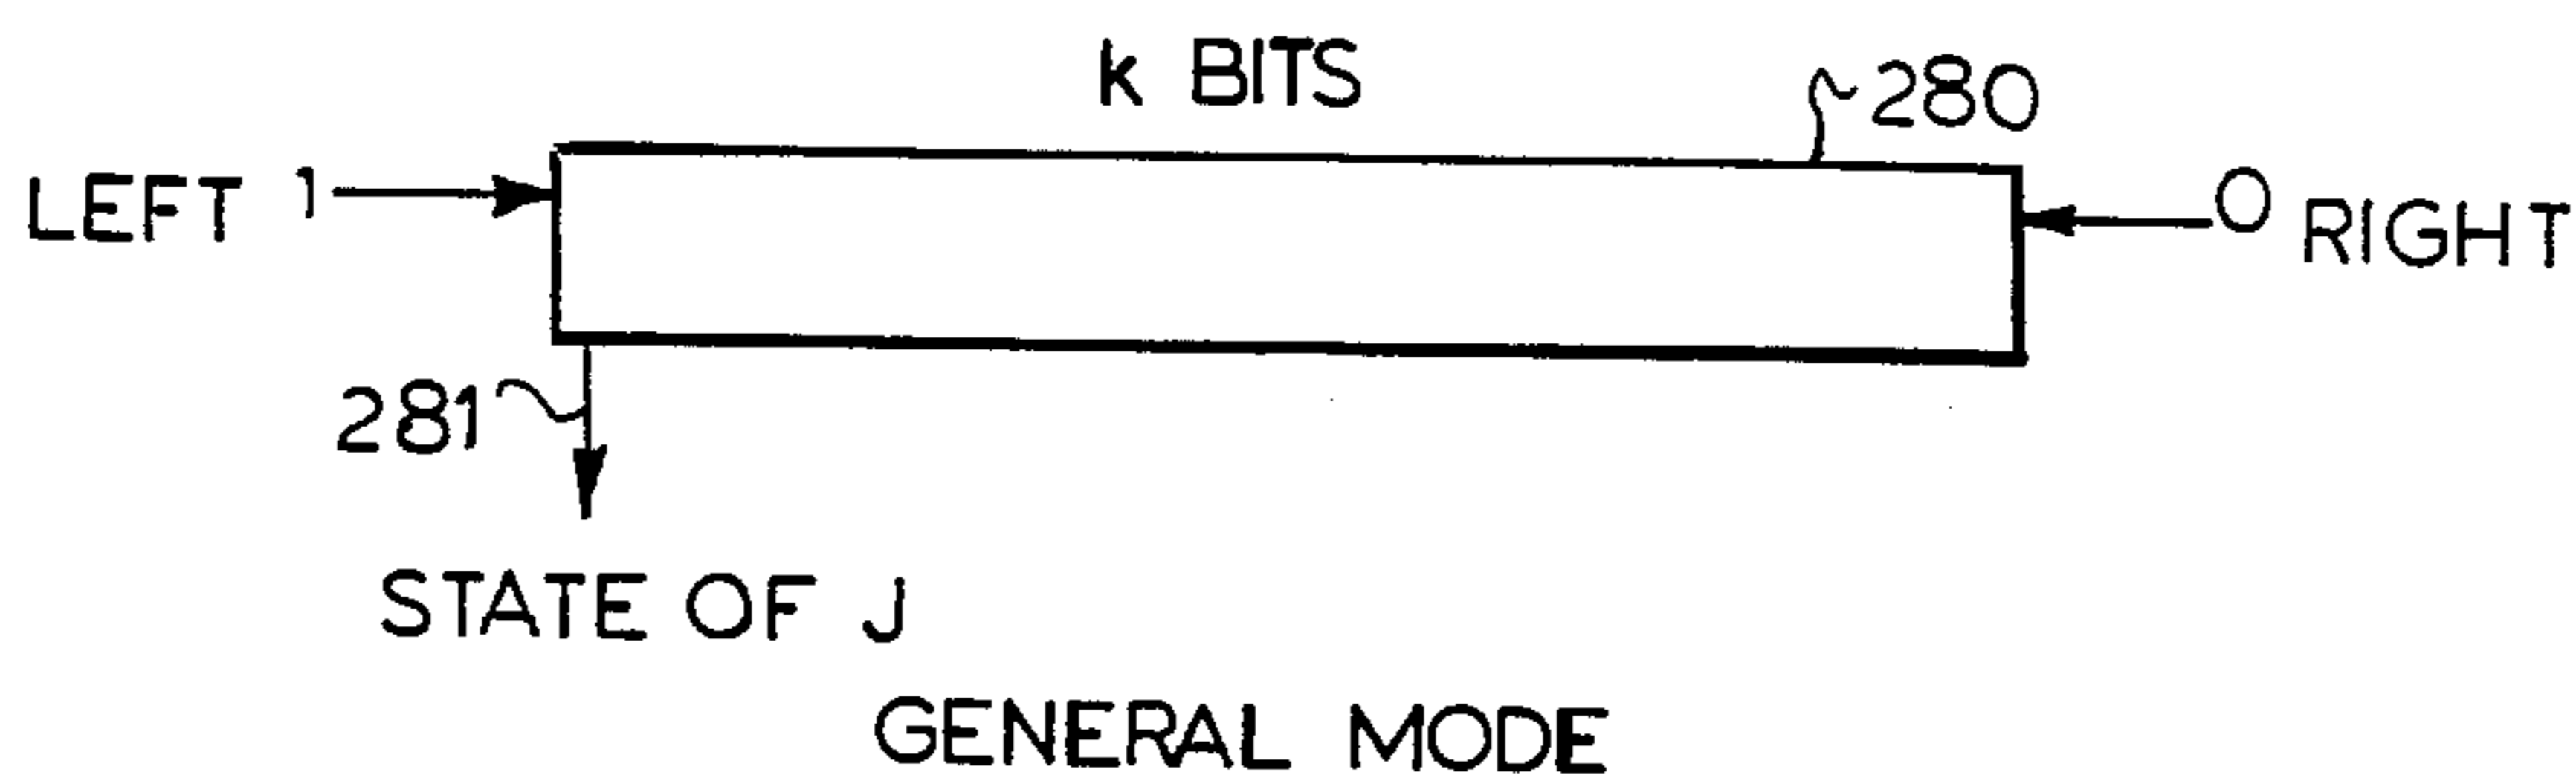 k BITS
280
LEFT 1
0 RIGHT
281
STATE OF J
GENERAL MODE